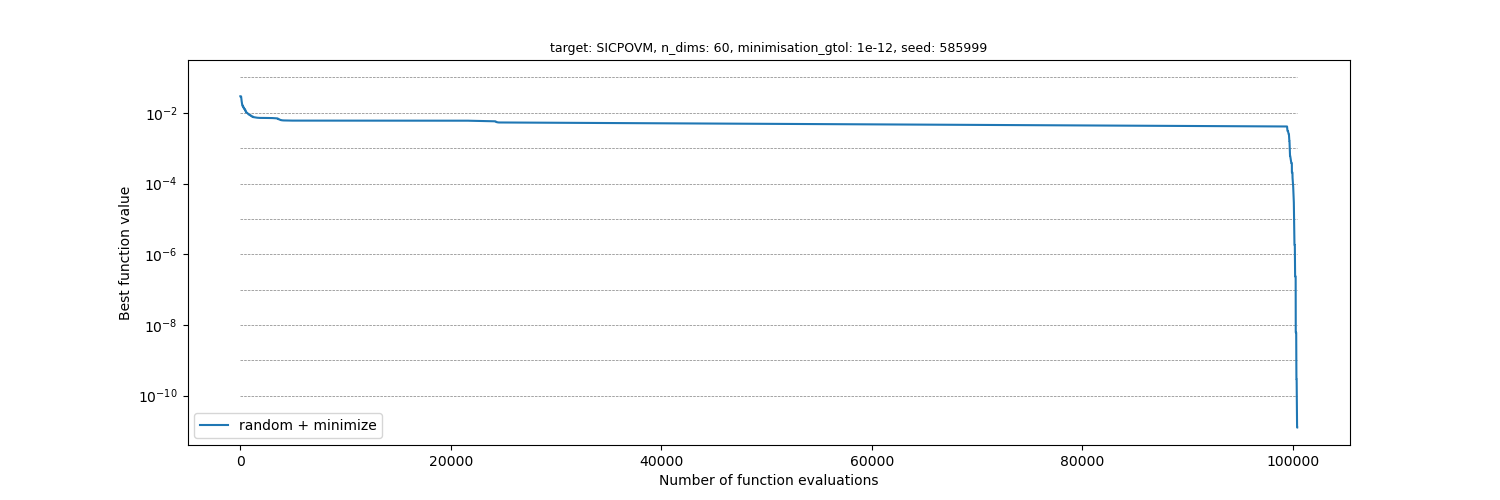 target: SICPOVM, n_dims: 60, minimisation_gtol: 1e-12, seed: 585999
Best function value
10⁻²
10⁻⁴
10⁻⁶
10⁻⁸
10⁻¹⁰
random + minimize
0 20000 40000 60000 80000 100000
Number of function evaluations